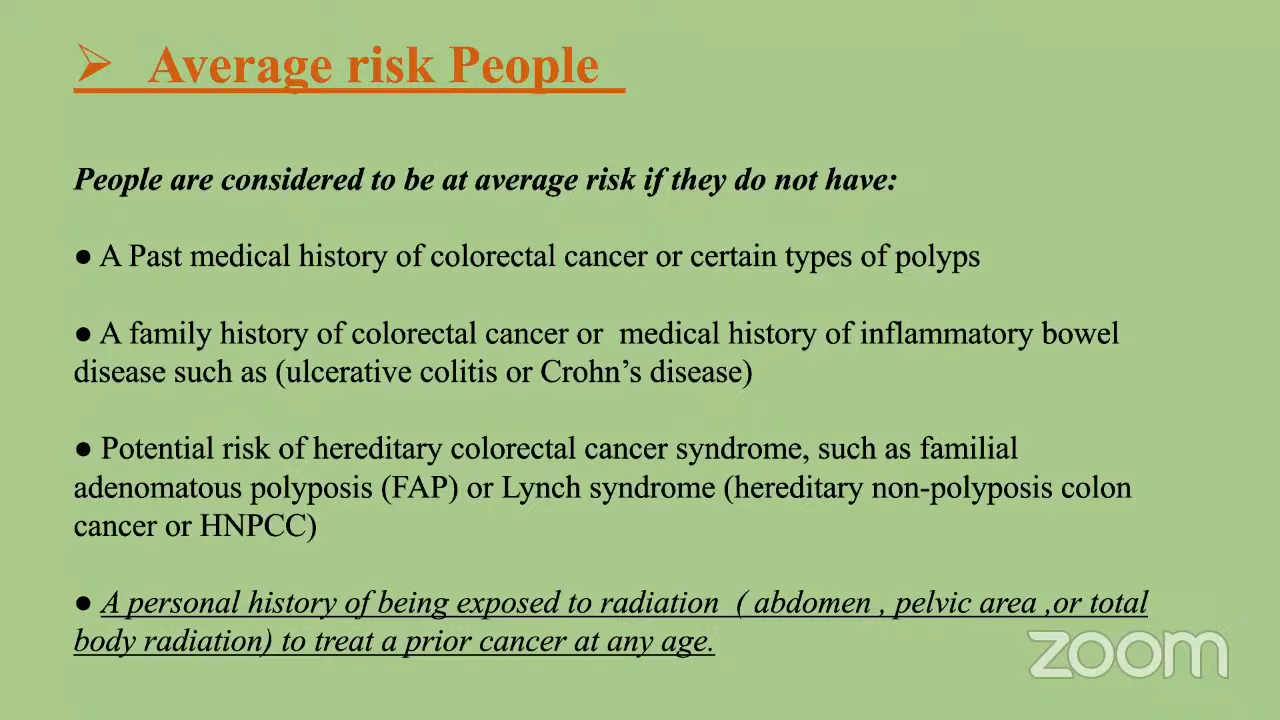 ➢ Average risk People
People are considered to be at average risk if they do not have:
● A Past medical history of colorectal cancer or certain types of polyps
● A family history of colorectal cancer or  medical history of inflammatory bowel
disease such as (ulcerative colitis or Crohn’s disease)
● Potential risk of hereditary colorectal cancer syndrome, such as familial
adenomatous polyposis (FAP) or Lynch syndrome (hereditary non-polyposis colon
cancer or HNPCC)
● A personal history of being exposed to radiation  ( abdomen , pelvic area ,or total
body radiation) to treat a prior cancer at any age.
zoom